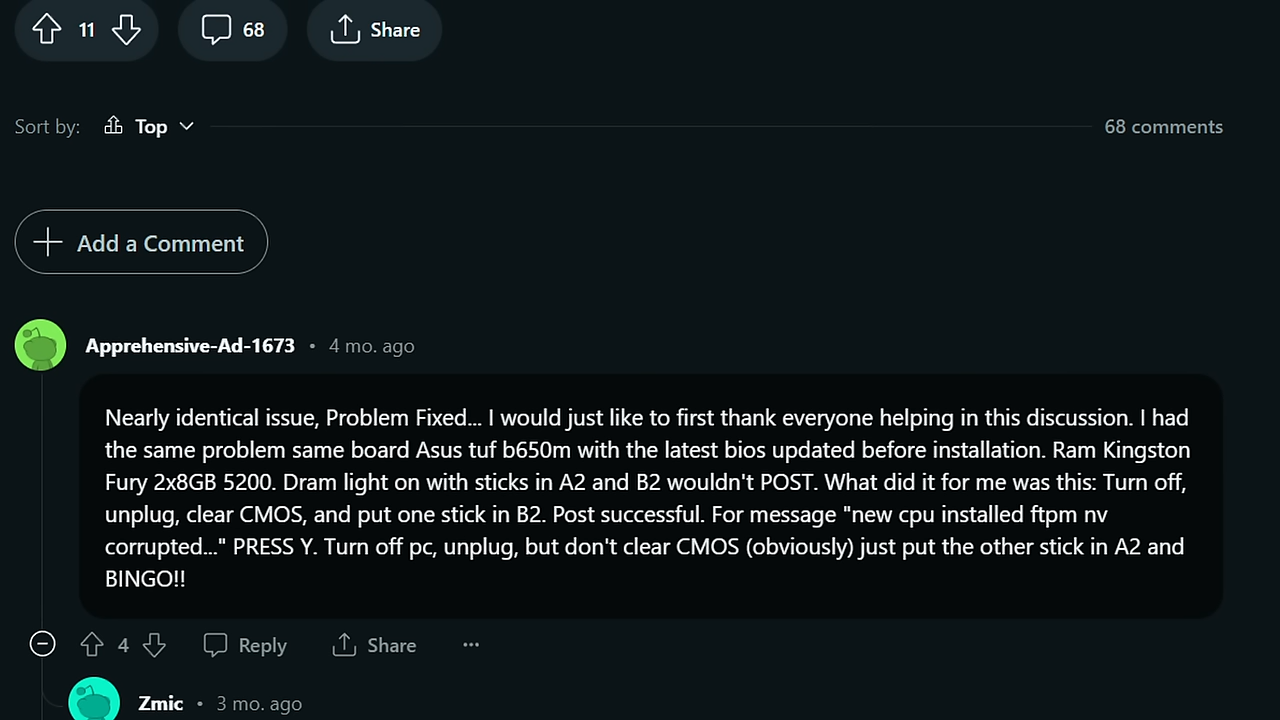 11
68
Share
Sort by:
Top
68 comments
Add a Comment
Apprehensive-Ad-1673 • 4 mo. ago
Nearly identical issue, Problem Fixed... I would just like to first thank everyone helping in this discussion. I had
the same problem same board Asus tuf b650m with the latest bios updated before installation. Ram Kingston
Fury 2x8GB 5200. Dram light on with sticks in A2 and B2 wouldn't POST. What did it for me was this: Turn off,
unplug, clear CMOS, and put one stick in B2. Post successful. For message "new cpu installed ftpm nv
corrupted..." PRESS Y. Turn off pc, unplug, but don't clear CMOS (obviously) just put the other stick in A2 and
BINGO!!
4
Reply
Share
Zmic • 3 mo. ago